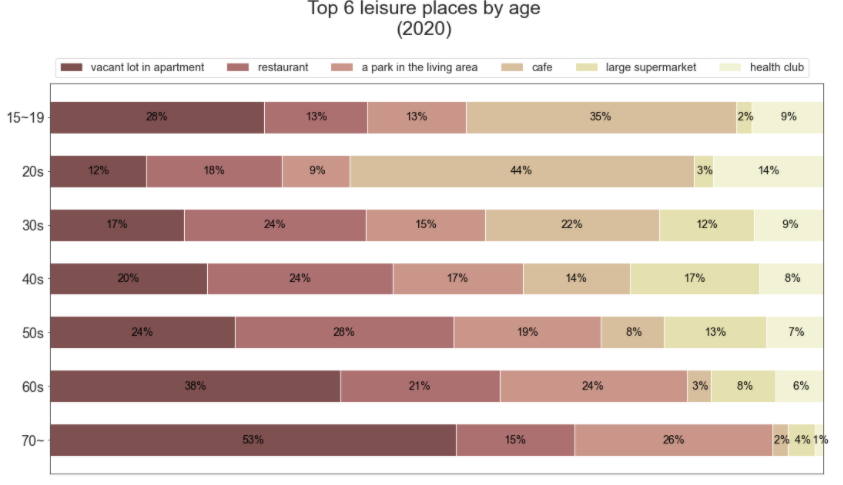 Top 6 leisure places by age
(2020)
vacant lot in apartment restaurant a park in the living area cafe large supermarket health club
15~19 28% 13% 13% 35% 2% 9%
20s 12% 18% 9% 44% 3% 14%
30s 17% 24% 15% 22% 12% 9%
40s 20% 24% 17% 14% 17% 8%
50s 24% 28% 19% 8% 13% 7%
60s 38% 21% 24% 3% 8% 6%
70~ 53% 15% 26% 2% 4% 1%